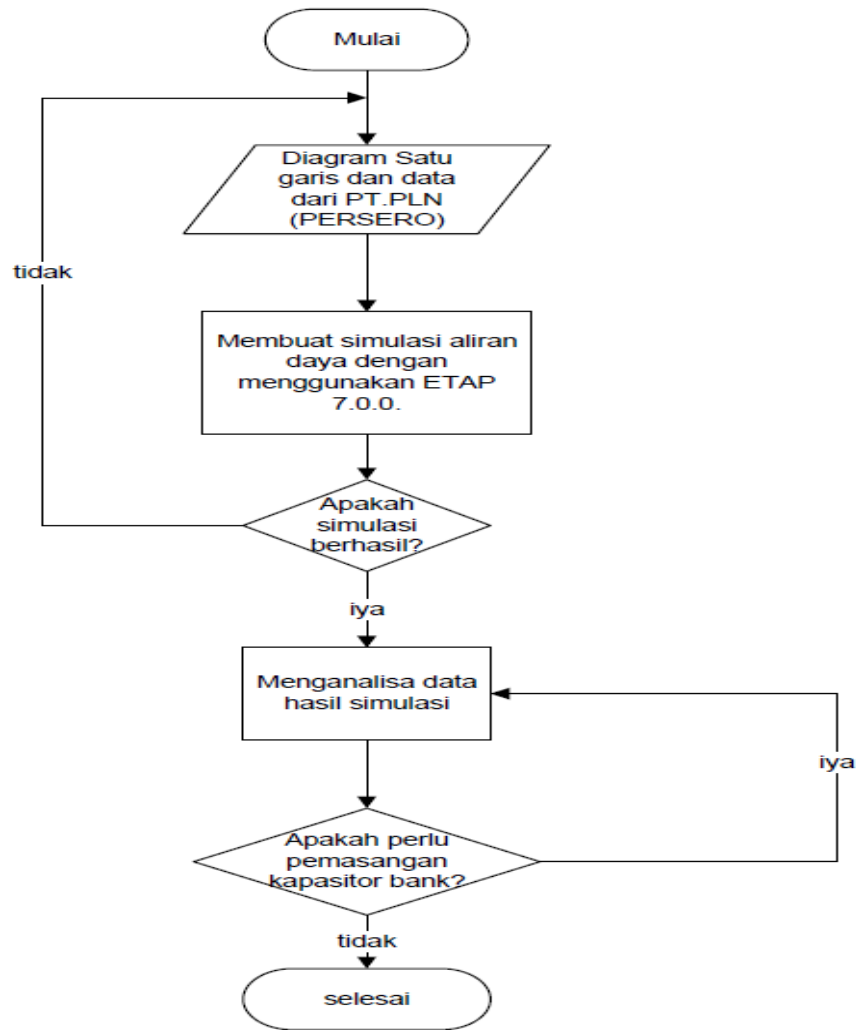 Mulai
Diagram Satu
garis dan data
dari PT.PLN
(PERSERO)
tidak
Membuat simulasi aliran
daya dengan
menggunakan ETAP
7.0.0.
Apakah
simulasi
berhasil?
iya
Menganalisa data
hasil simulasi
iya
Apakah perlu
pemasangan
kapasitor bank?
tidak
selesai